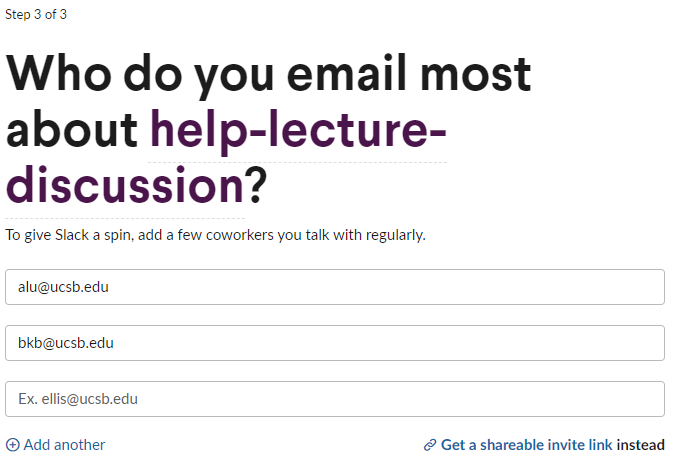 Step 3 of 3
Who do you email most
about help-lecture-
discussion?
To give Slack a spin, add a few coworkers you talk with regularly.
alu@ucsb.edu
bkb@ucsb.edu
Ex. ellis@ucsb.edu
Add another
Get a shareable invite link instead